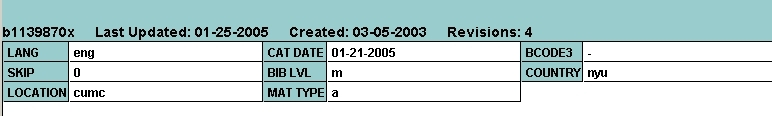 b1139870x Last Updated: 01-25-2005 Created: 03-05-2003 Revisions: 4
LANG eng CAT DATE 01-21-2005 BCODE3 -
SKIP 0 BIB LVL m COUNTRY nyu
LOCATION cumc MAT TYPE a